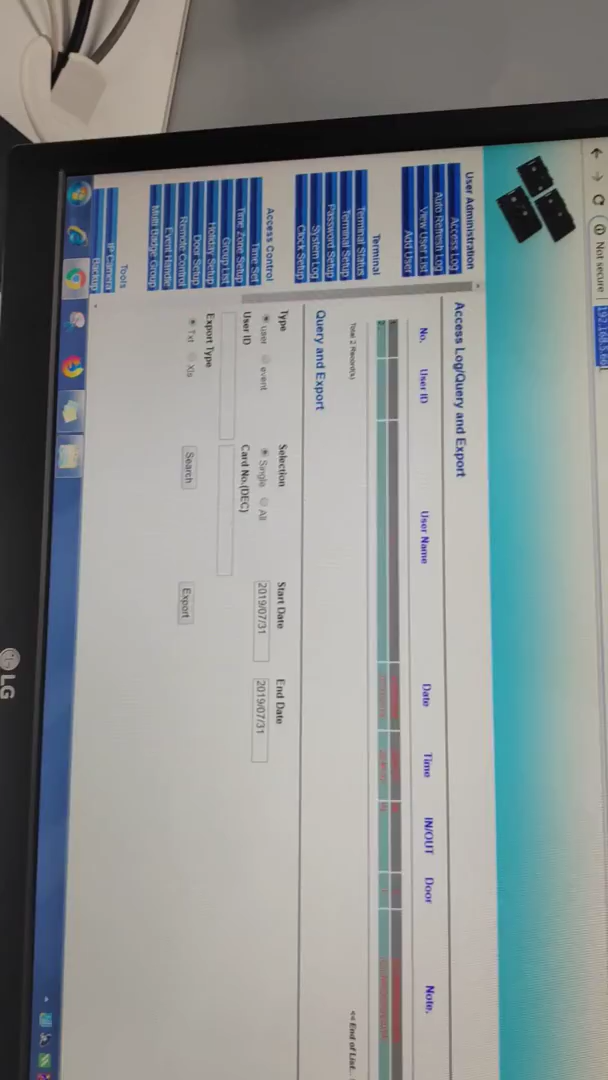 Not secure | 192.168.5.60
User Administration
Access Log
Auto Refresh Log
View User List
Add User
Terminal
Terminal Status
Terminal Setup
Password Setup
System Log
Clock Setup
Access Control
Time Set
Time Zone Setup
Group List
Holiday Setup
Door Setup
Remote Control
Event Handle
Multi Badge Group
Tools
IP Camera
Backup
Access Log/Query and Export
No. User ID User Name Date Time IN/OUT Door Note.
1
2
Total 2 Record(s)
<< End of List..
Query and Export
Type Selection Start Date End Date
user event Single All 2019/07/31 2019/07/31
User ID Card No.(DEC)
Export Type
Txt Xls Search Export
LG